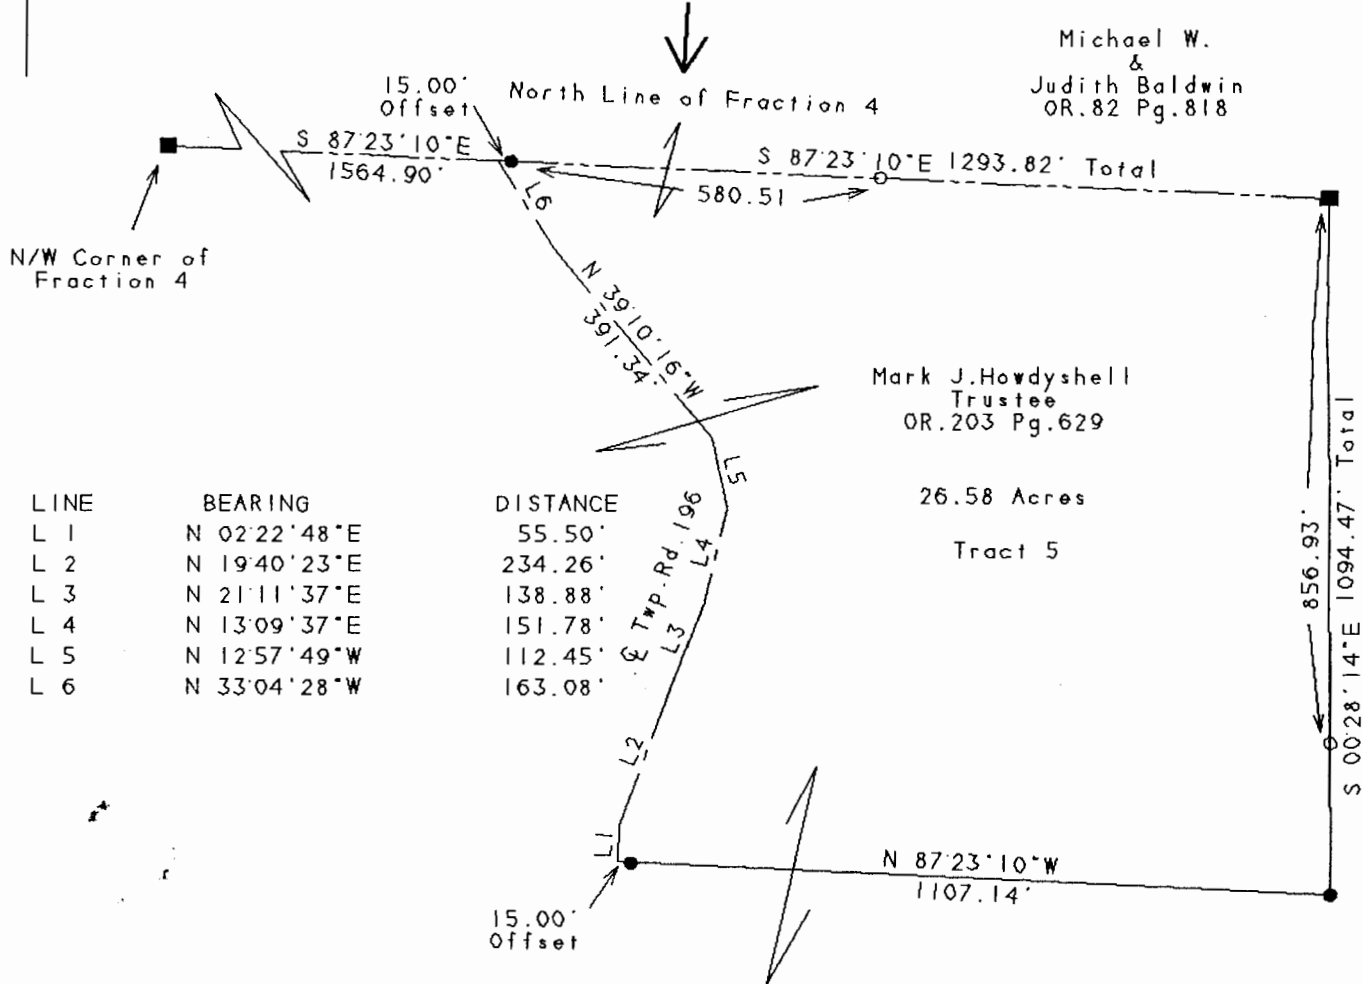 Michael W.
&
Judith Baldwin
OR.82 Pg.818
15.00'
Offset
North Line of Fraction 4
S 87°23'10"E
1564.90'
S 87°23'10"E 1293.82' Total
580.51
L6
N/W Corner of
Fraction 4
N 39°10'16"W
391.34'
Mark J.Howdyshell
Trustee
OR.203 Pg.629
26.58 Acres
Tract 5
L5
L4
℄ Twp.Rd.196
L3
L2
L1
856.93'
S 00°28'14"E 1094.47' Total
LINE BEARING DISTANCE
L 1 N 02°22'48"E 55.50'
L 2 N 19°40'23"E 234.26'
L 3 N 21°11'37"E 138.88'
L 4 N 13°09'37"E 151.78'
L 5 N 12°57'49"W 112.45'
L 6 N 33°04'28"W 163.08'
N 87°23'10"W
1107.14'
15.00'
Offset